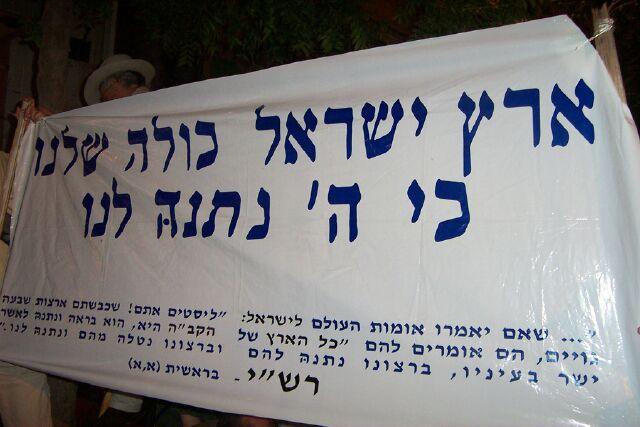 ארץ ישראל כולה שלנו
כי ה' נתנה לנו
"... שאם יאמרו אומות העולם לישראל: "ליסטים אתם! שכבשתם ארצות שבעה
גויים, הם אומרים להם "כל הארץ של הקב"ה היא, הוא בראה ונתנה לאשר
ישר בעיניו, ברצונו נתנה להם וברצונו נטלה מהם ונתנה לנו."
רש"י - בראשית (א,א)